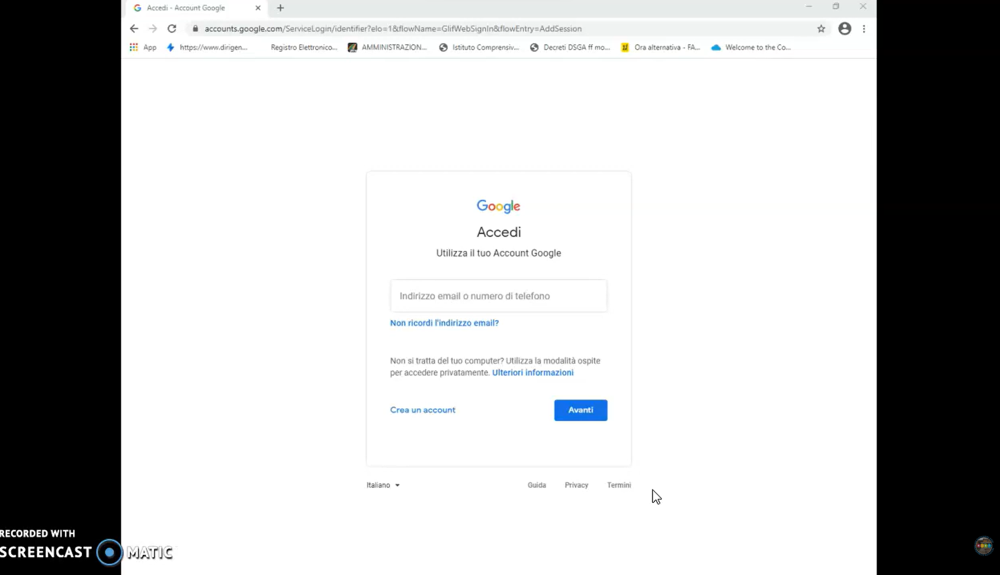 Accedi - Account Google
accounts.google.com/ServiceLogin/identifier?elo=1&flowName=GlifWebSignIn&flowEntry=AddSession
App https://www.dirigen... Registro Elettronico... AMMINISTRAZION... Istituto Comprensiv... Decreti DSGA ff mo... Ora alternativa - FA... Welcome to the Co...
Google
Accedi
Utilizza il tuo Account Google
Indirizzo email o numero di telefono
Non ricordi l'indirizzo email?
Non si tratta del tuo computer? Utilizza la modalità ospite
per accedere privatamente. Ulteriori informazioni
Crea un account Avanti
Italiano Guida Privacy Termini
RECORDED WITH
SCREENCAST MATIC